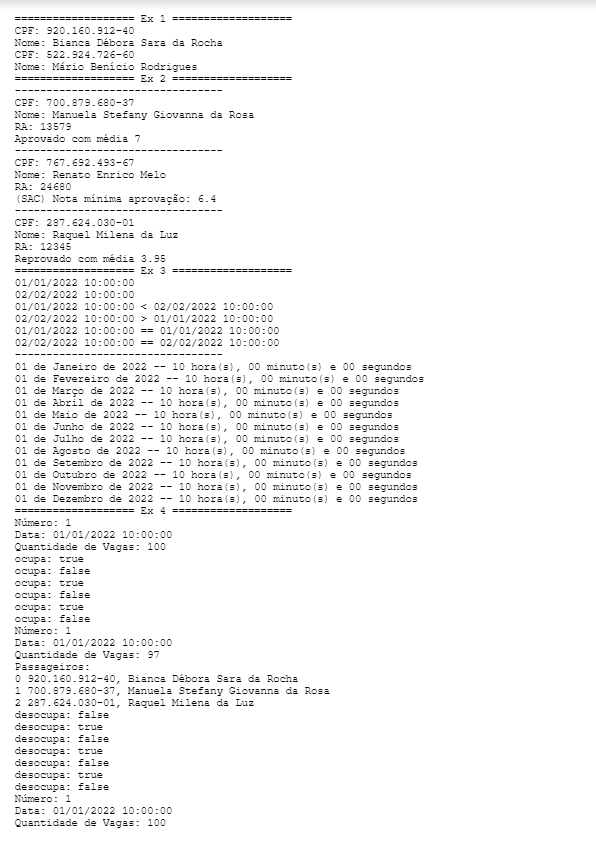 =================== Ex 1 ===================
CPF: 920.160.912-40
Nome: Bianca Débora Sara da Rocha
CPF: 522.924.726-60
Nome: Mário Benício Rodrigues
=================== Ex 2 ===================
---------------------------------
CPF: 700.879.680-37
Nome: Manuela Stefany Giovanna da Rosa
RA: 13579
Aprovado com média 7
---------------------------------
CPF: 767.692.493-67
Nome: Renato Enrico Melo
RA: 24680
(SAC) Nota mínima aprovação: 6.4
---------------------------------
CPF: 287.624.030-01
Nome: Raquel Milena da Luz
RA: 12345
Reprovado com média 3.95
=================== Ex 3 ===================
01/01/2022 10:00:00
02/02/2022 10:00:00
01/01/2022 10:00:00 < 02/02/2022 10:00:00
02/02/2022 10:00:00 > 01/01/2022 10:00:00
01/01/2022 10:00:00 == 01/01/2022 10:00:00
02/02/2022 10:00:00 == 02/02/2022 10:00:00
---------------------------------
01 de Janeiro de 2022 -- 10 hora(s), 00 minuto(s) e 00 segundos
01 de Fevereiro de 2022 -- 10 hora(s), 00 minuto(s) e 00 segundos
01 de Março de 2022 -- 10 hora(s), 00 minuto(s) e 00 segundos
01 de Abril de 2022 -- 10 hora(s), 00 minuto(s) e 00 segundos
01 de Maio de 2022 -- 10 hora(s), 00 minuto(s) e 00 segundos
01 de Junho de 2022 -- 10 hora(s), 00 minuto(s) e 00 segundos
01 de Julho de 2022 -- 10 hora(s), 00 minuto(s) e 00 segundos
01 de Agosto de 2022 -- 10 hora(s), 00 minuto(s) e 00 segundos
01 de Setembro de 2022 -- 10 hora(s), 00 minuto(s) e 00 segundos
01 de Outubro de 2022 -- 10 hora(s), 00 minuto(s) e 00 segundos
01 de Novembro de 2022 -- 10 hora(s), 00 minuto(s) e 00 segundos
01 de Dezembro de 2022 -- 10 hora(s), 00 minuto(s) e 00 segundos
=================== Ex 4 ===================
Número: 1
Data: 01/01/2022 10:00:00
Quantidade de Vagas: 100
ocupa: true
ocupa: false
ocupa: true
ocupa: false
ocupa: true
ocupa: false
Número: 1
Data: 01/01/2022 10:00:00
Quantidade de Vagas: 97
Passageiros:
0 920.160.912-40, Bianca Débora Sara da Rocha
1 700.879.680-37, Manuela Stefany Giovanna da Rosa
2 287.624.030-01, Raquel Milena da Luz
desocupa: false
desocupa: true
desocupa: false
desocupa: true
desocupa: false
desocupa: true
desocupa: false
Número: 1
Data: 01/01/2022 10:00:00
Quantidade de Vagas: 100